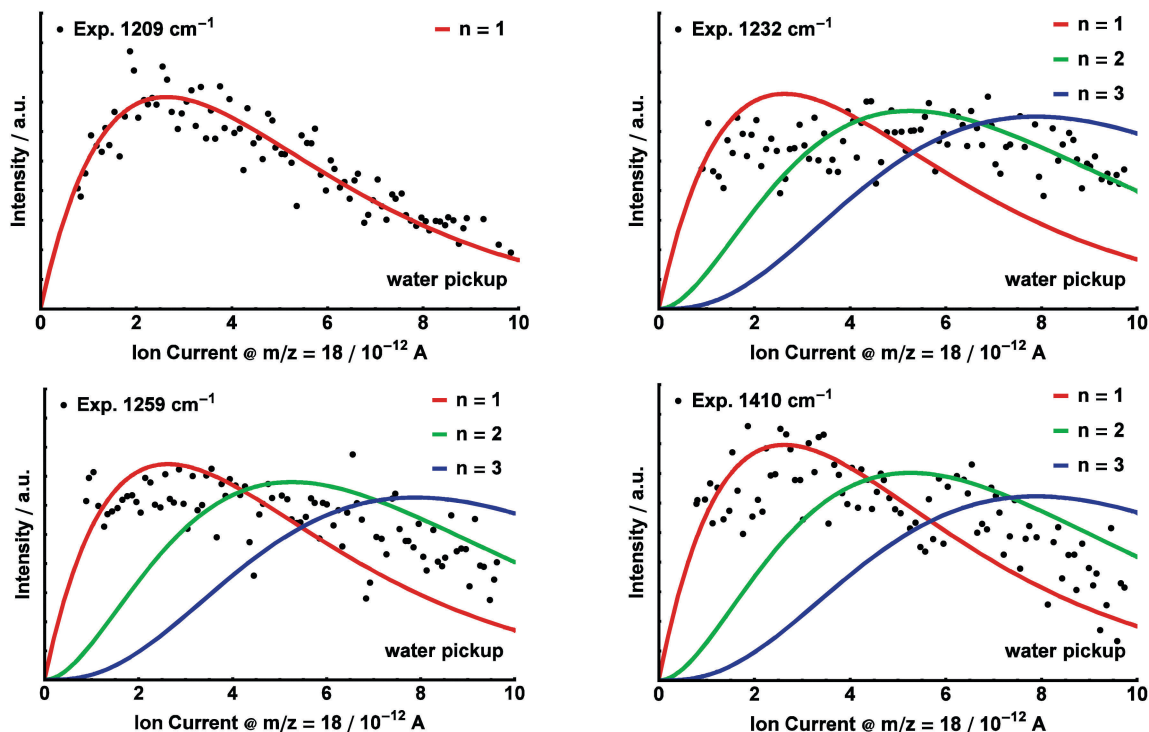 Exp. 1209 cm⁻¹
n = 1
Intensity / a.u.
water pickup
0 2 4 6 8 10
Ion Current @ m/z = 18 / 10⁻¹² A
Exp. 1232 cm⁻¹
n = 1
n = 2
n = 3
Intensity / a.u.
water pickup
0 2 4 6 8 10
Ion Current @ m/z = 18 / 10⁻¹² A
Exp. 1259 cm⁻¹
n = 1
n = 2
n = 3
Intensity / a.u.
water pickup
0 2 4 6 8 10
Ion Current @ m/z = 18 / 10⁻¹² A
Exp. 1410 cm⁻¹
n = 1
n = 2
n = 3
Intensity / a.u.
water pickup
0 2 4 6 8 10
Ion Current @ m/z = 18 / 10⁻¹² A